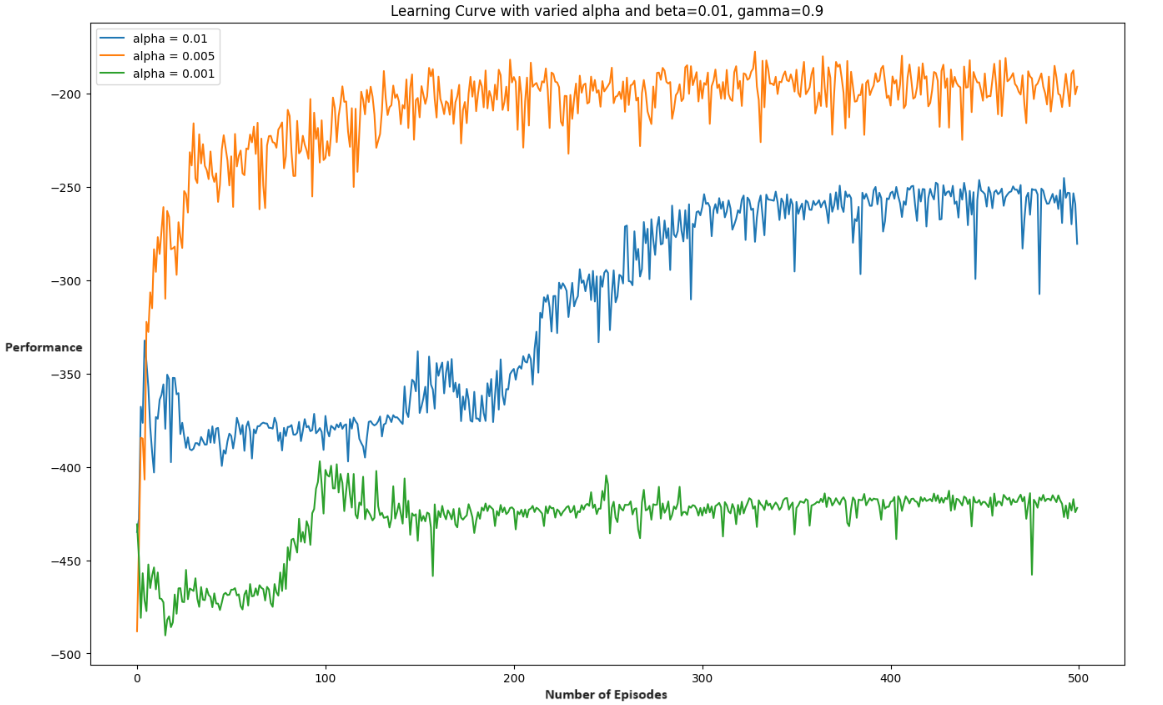 Learning Curve with varied alpha and beta=0.01, gamma=0.9
alpha = 0.01
alpha = 0.005
alpha = 0.001
−200
−250
−300
Performance
−350
−400
−450
−500
0 100 200 300 400 500
Number of Episodes